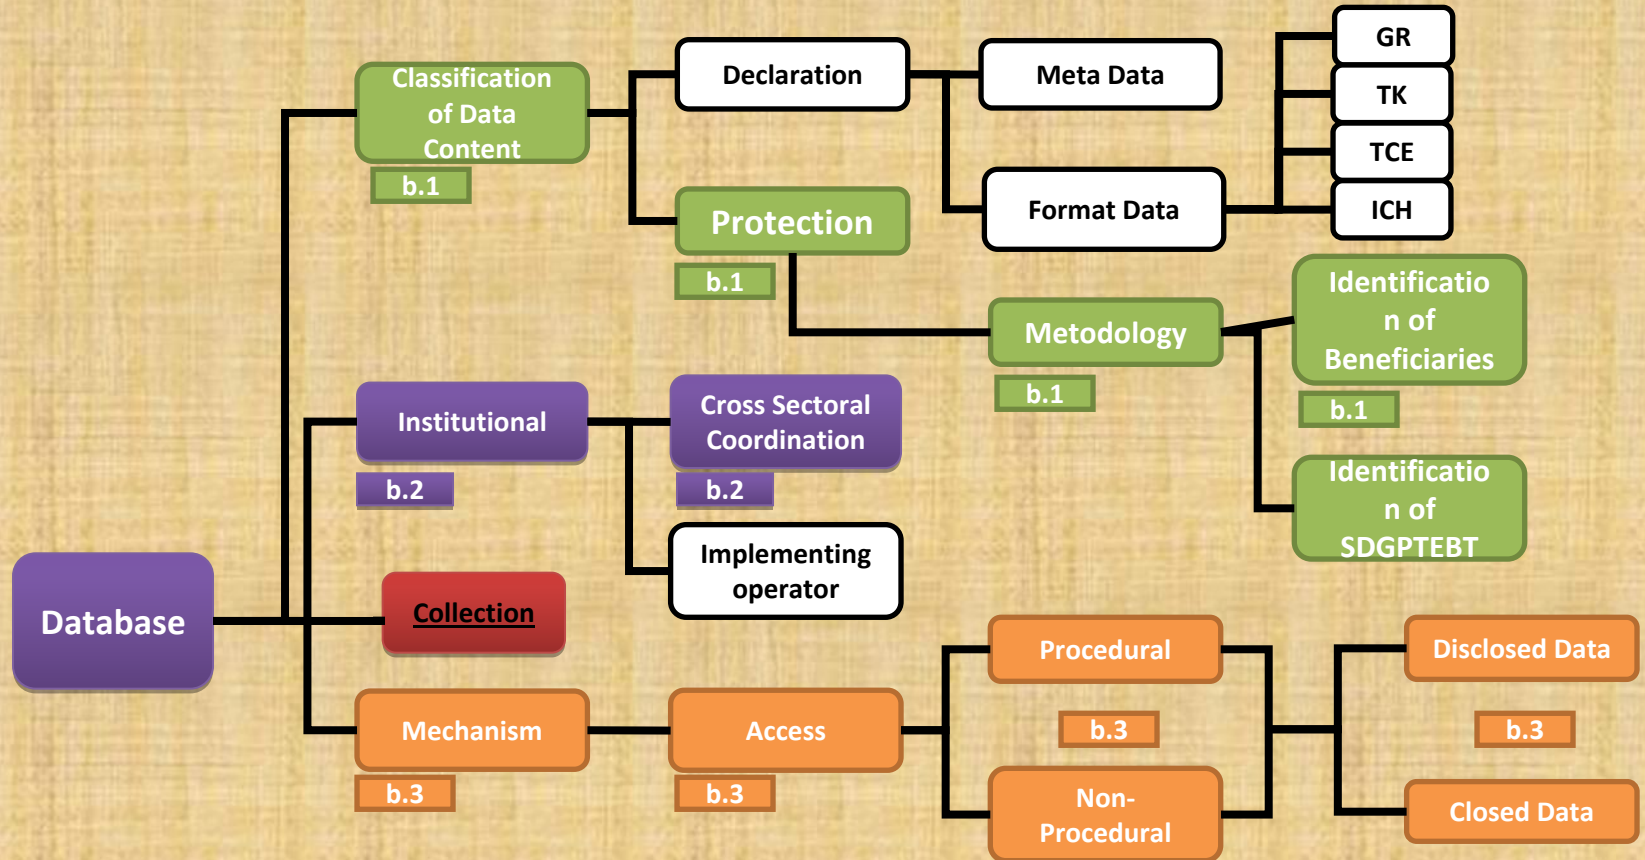 Database
Classification
of Data
Content
b.1
Declaration
Meta Data
Format Data
GR
TK
TCE
ICH
Protection
b.1
Metodology
b.1
Identificatio
n of
Beneficiaries
b.1
Identificatio
n of
SDGPTEBT
Institutional
b.2
Cross Sectoral
Coordination
b.2
Implementing
operator
Collection
Mechanism
b.3
Access
b.3
Procedural
b.3
Non-
Procedural
Disclosed Data
b.3
Closed Data